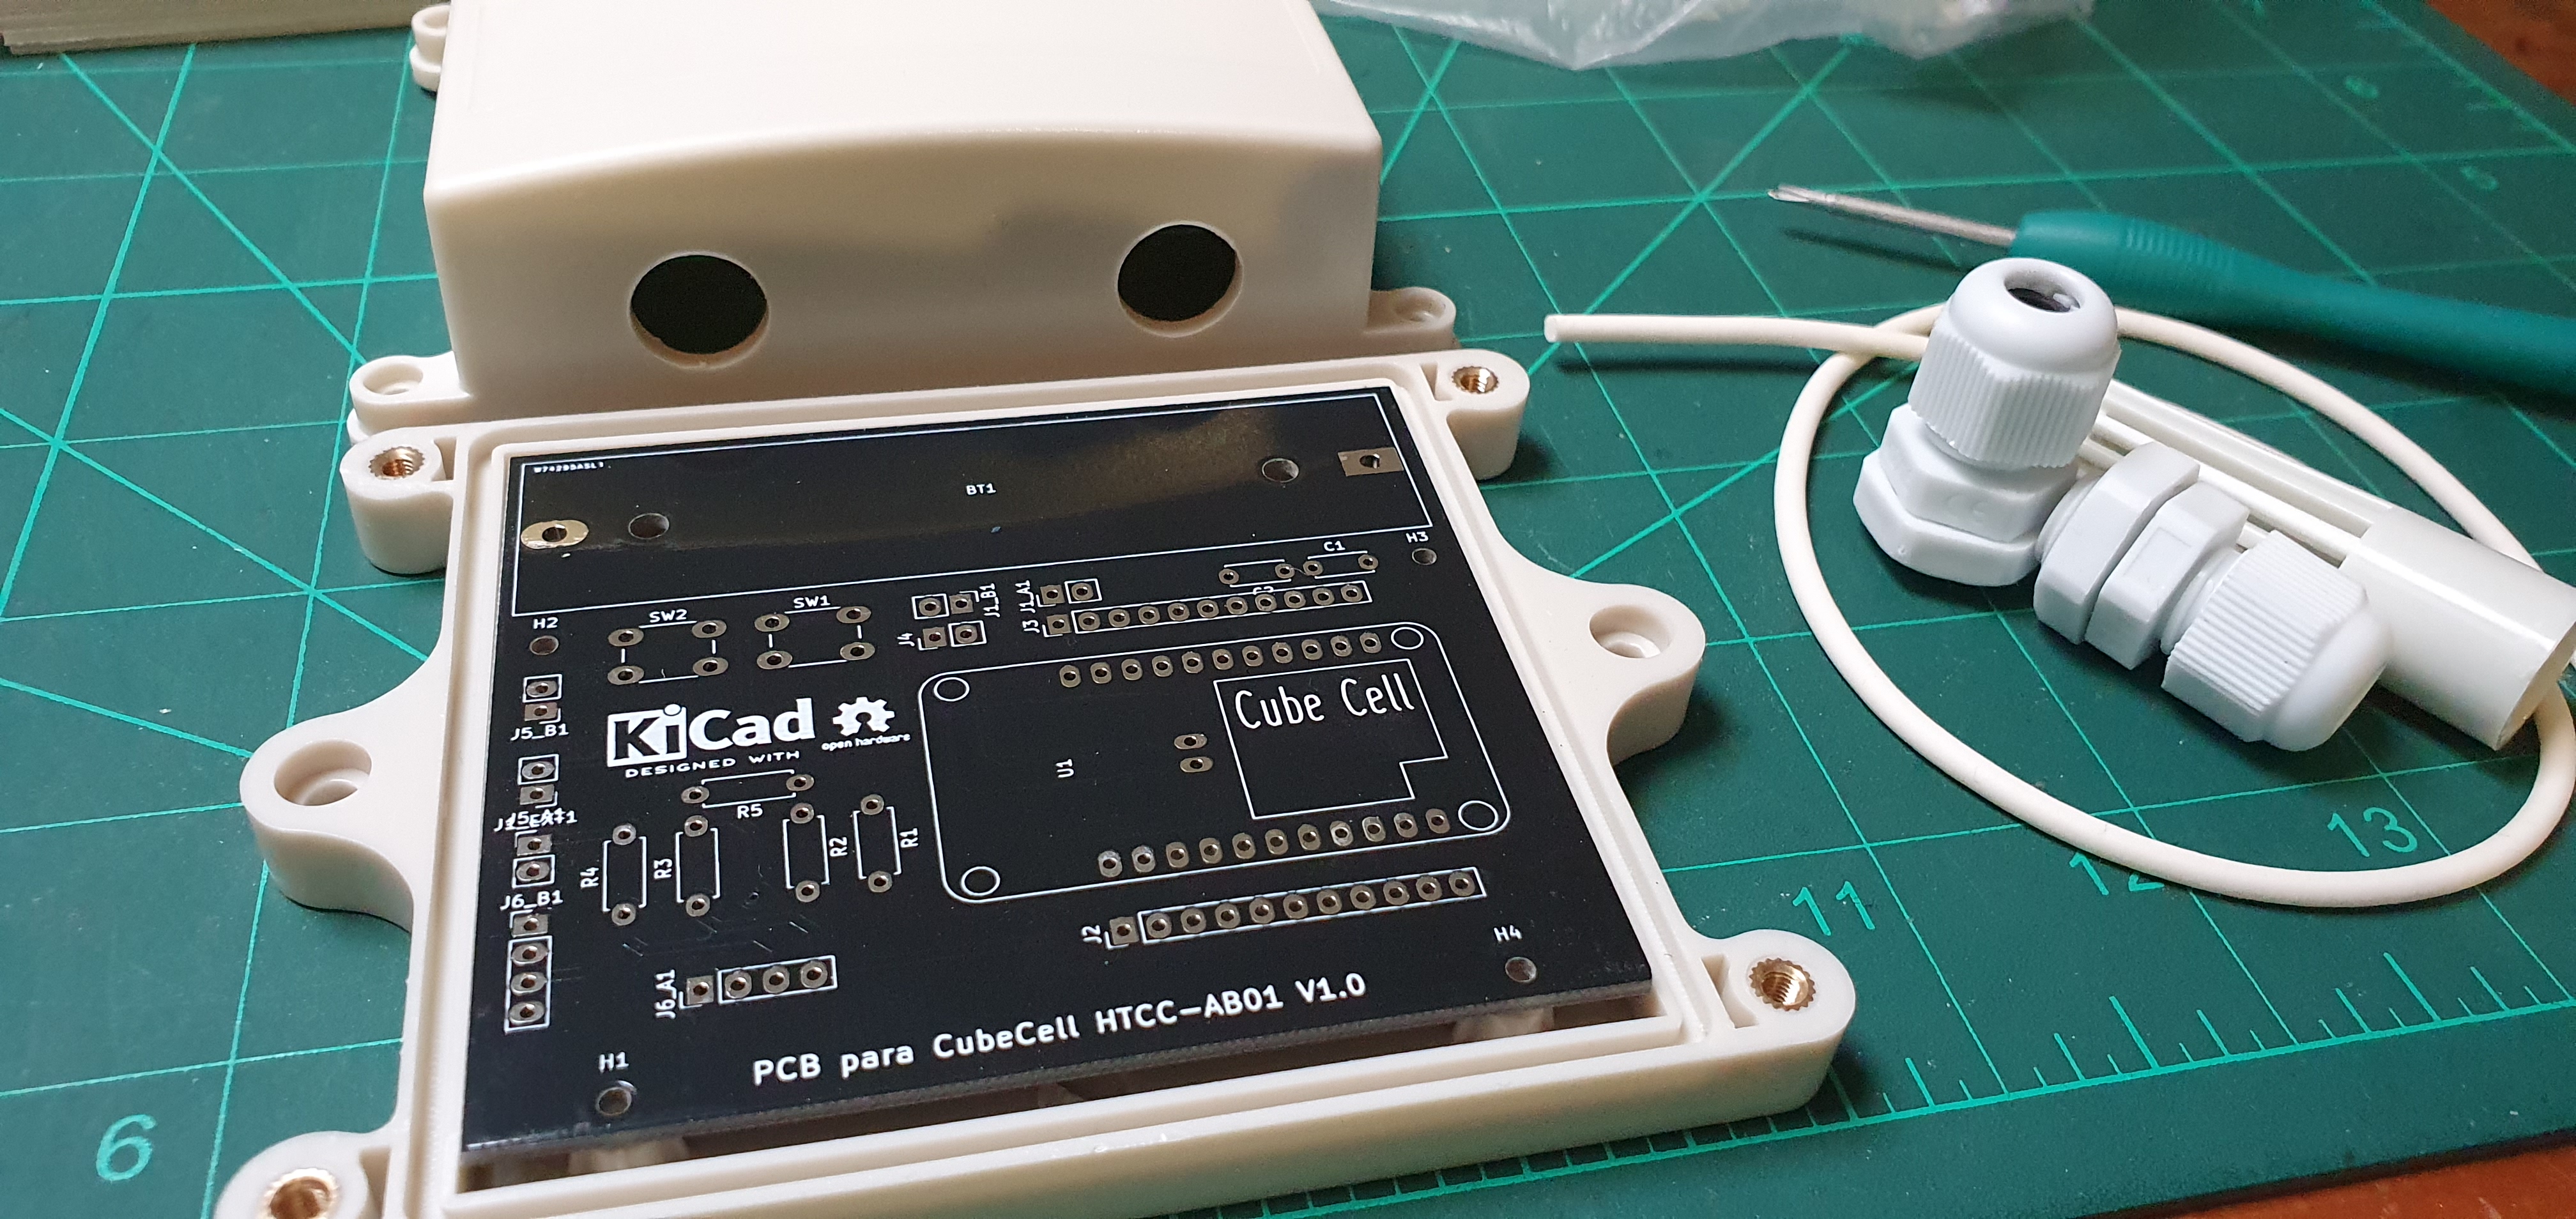 BT1
C1
H3
J1_B1
J1_A1
SW2
SW1
H2
J4
J3
J5_B1
KiCad
DESIGNED WITH
open hardware
Cube Cell
U1
R5
R4
R3
R2
R1
J6_B1
J2
J6_A1
H4
H1
PCB para CubeCell HTCC-AB01 V1.0
6
11
12
13